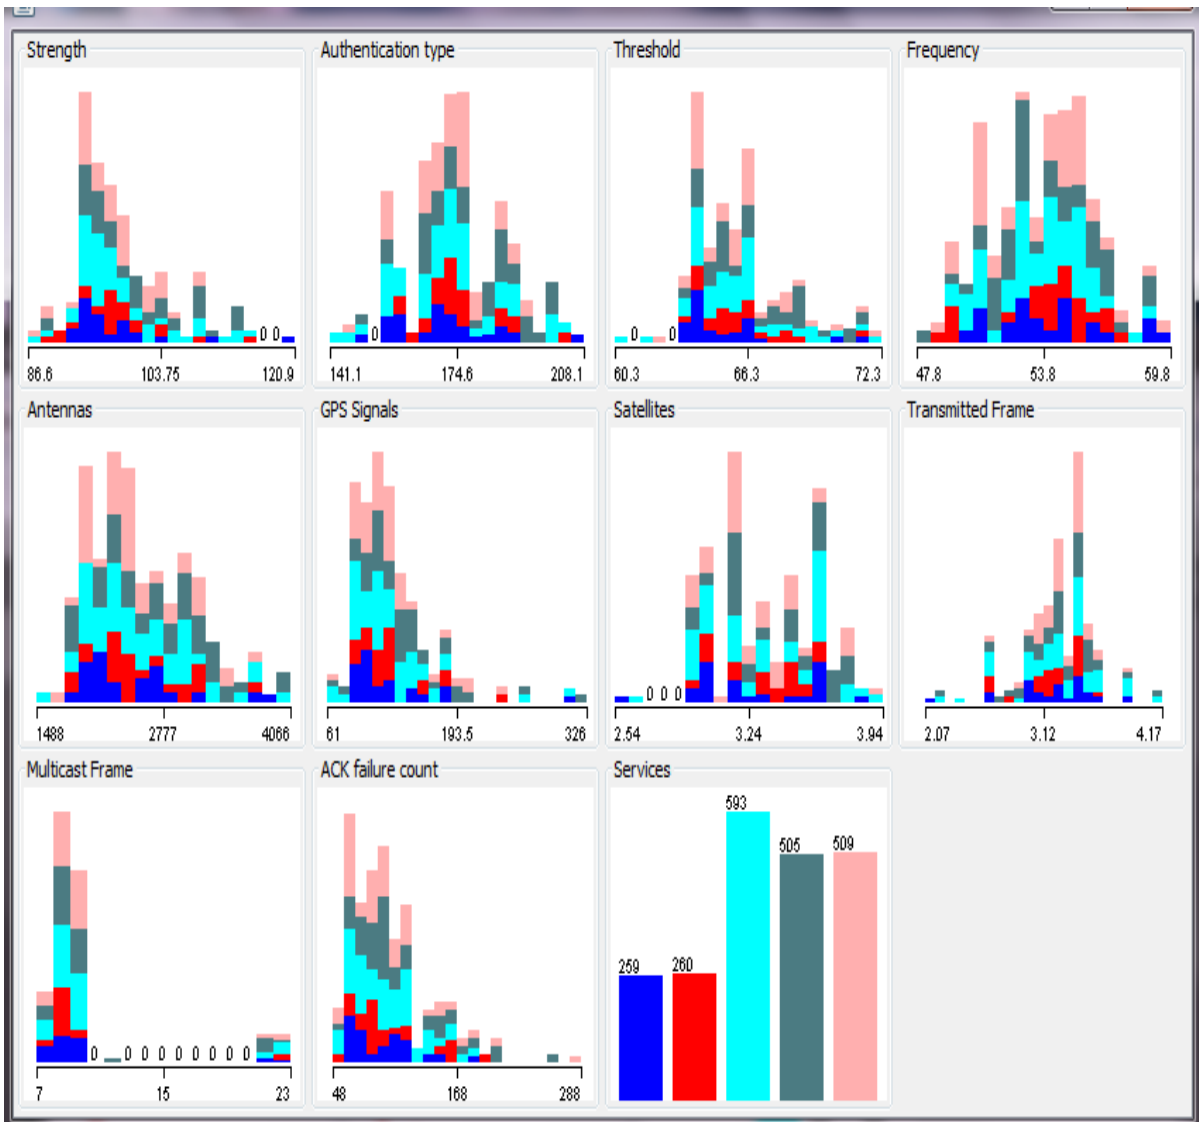 Strength
0 0
86.6 103.75 120.9
Authentication type
0
141.1 174.6 208.1
Threshold
0 0
60.3 66.3 72.3
Frequency
47.8 53.8 59.8
Antennas
1488 2777 4066
GPS Signals
61 193.5 326
Satellites
0 0 0
2.54 3.24 3.94
Transmitted Frame
2.07 3.12 4.17
Multicast Frame
0 0 0 0 0 0 0 0 0
7 15 23
ACK failure count
48 168 288
Services
593
505 509
259 260